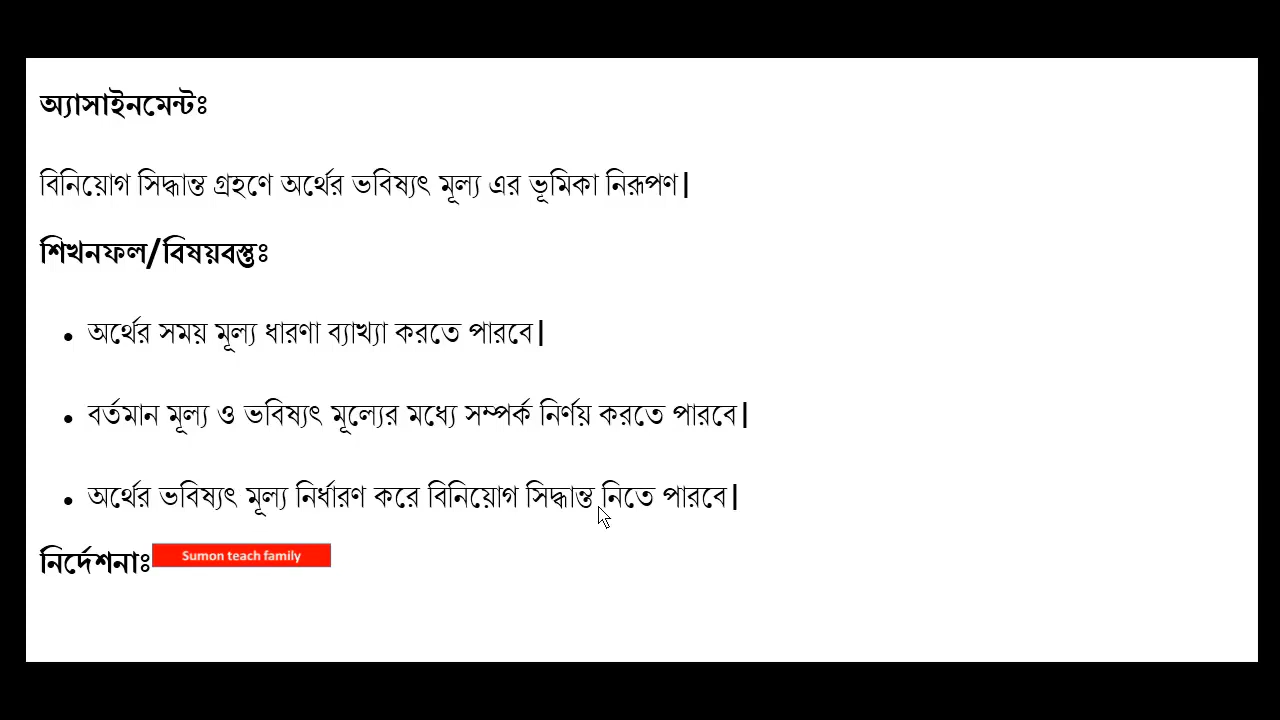 অ্যাসাইনমেন্টঃ
বিনিয়োগ সিদ্ধান্ত গ্রহণে অর্থের ভবিষ্যৎ মূল্য এর ভূমিকা নিরূপণ|
শিখনফল/বিষয়বস্তুঃ
• অর্থের সময় মূল্য ধারণা ব্যাখ্যা করতে পারবে|
• বর্তমান মূল্য ও ভবিষ্যৎ মূল্যের মধ্যে সম্পর্ক নির্ণয় করতে পারবে|
• অর্থের ভবিষ্যৎ মূল্য নির্ধারণ করে বিনিয়োগ সিদ্ধান্ত নিতে পারবে|
নির্দেশনাঃ Sumon teach family